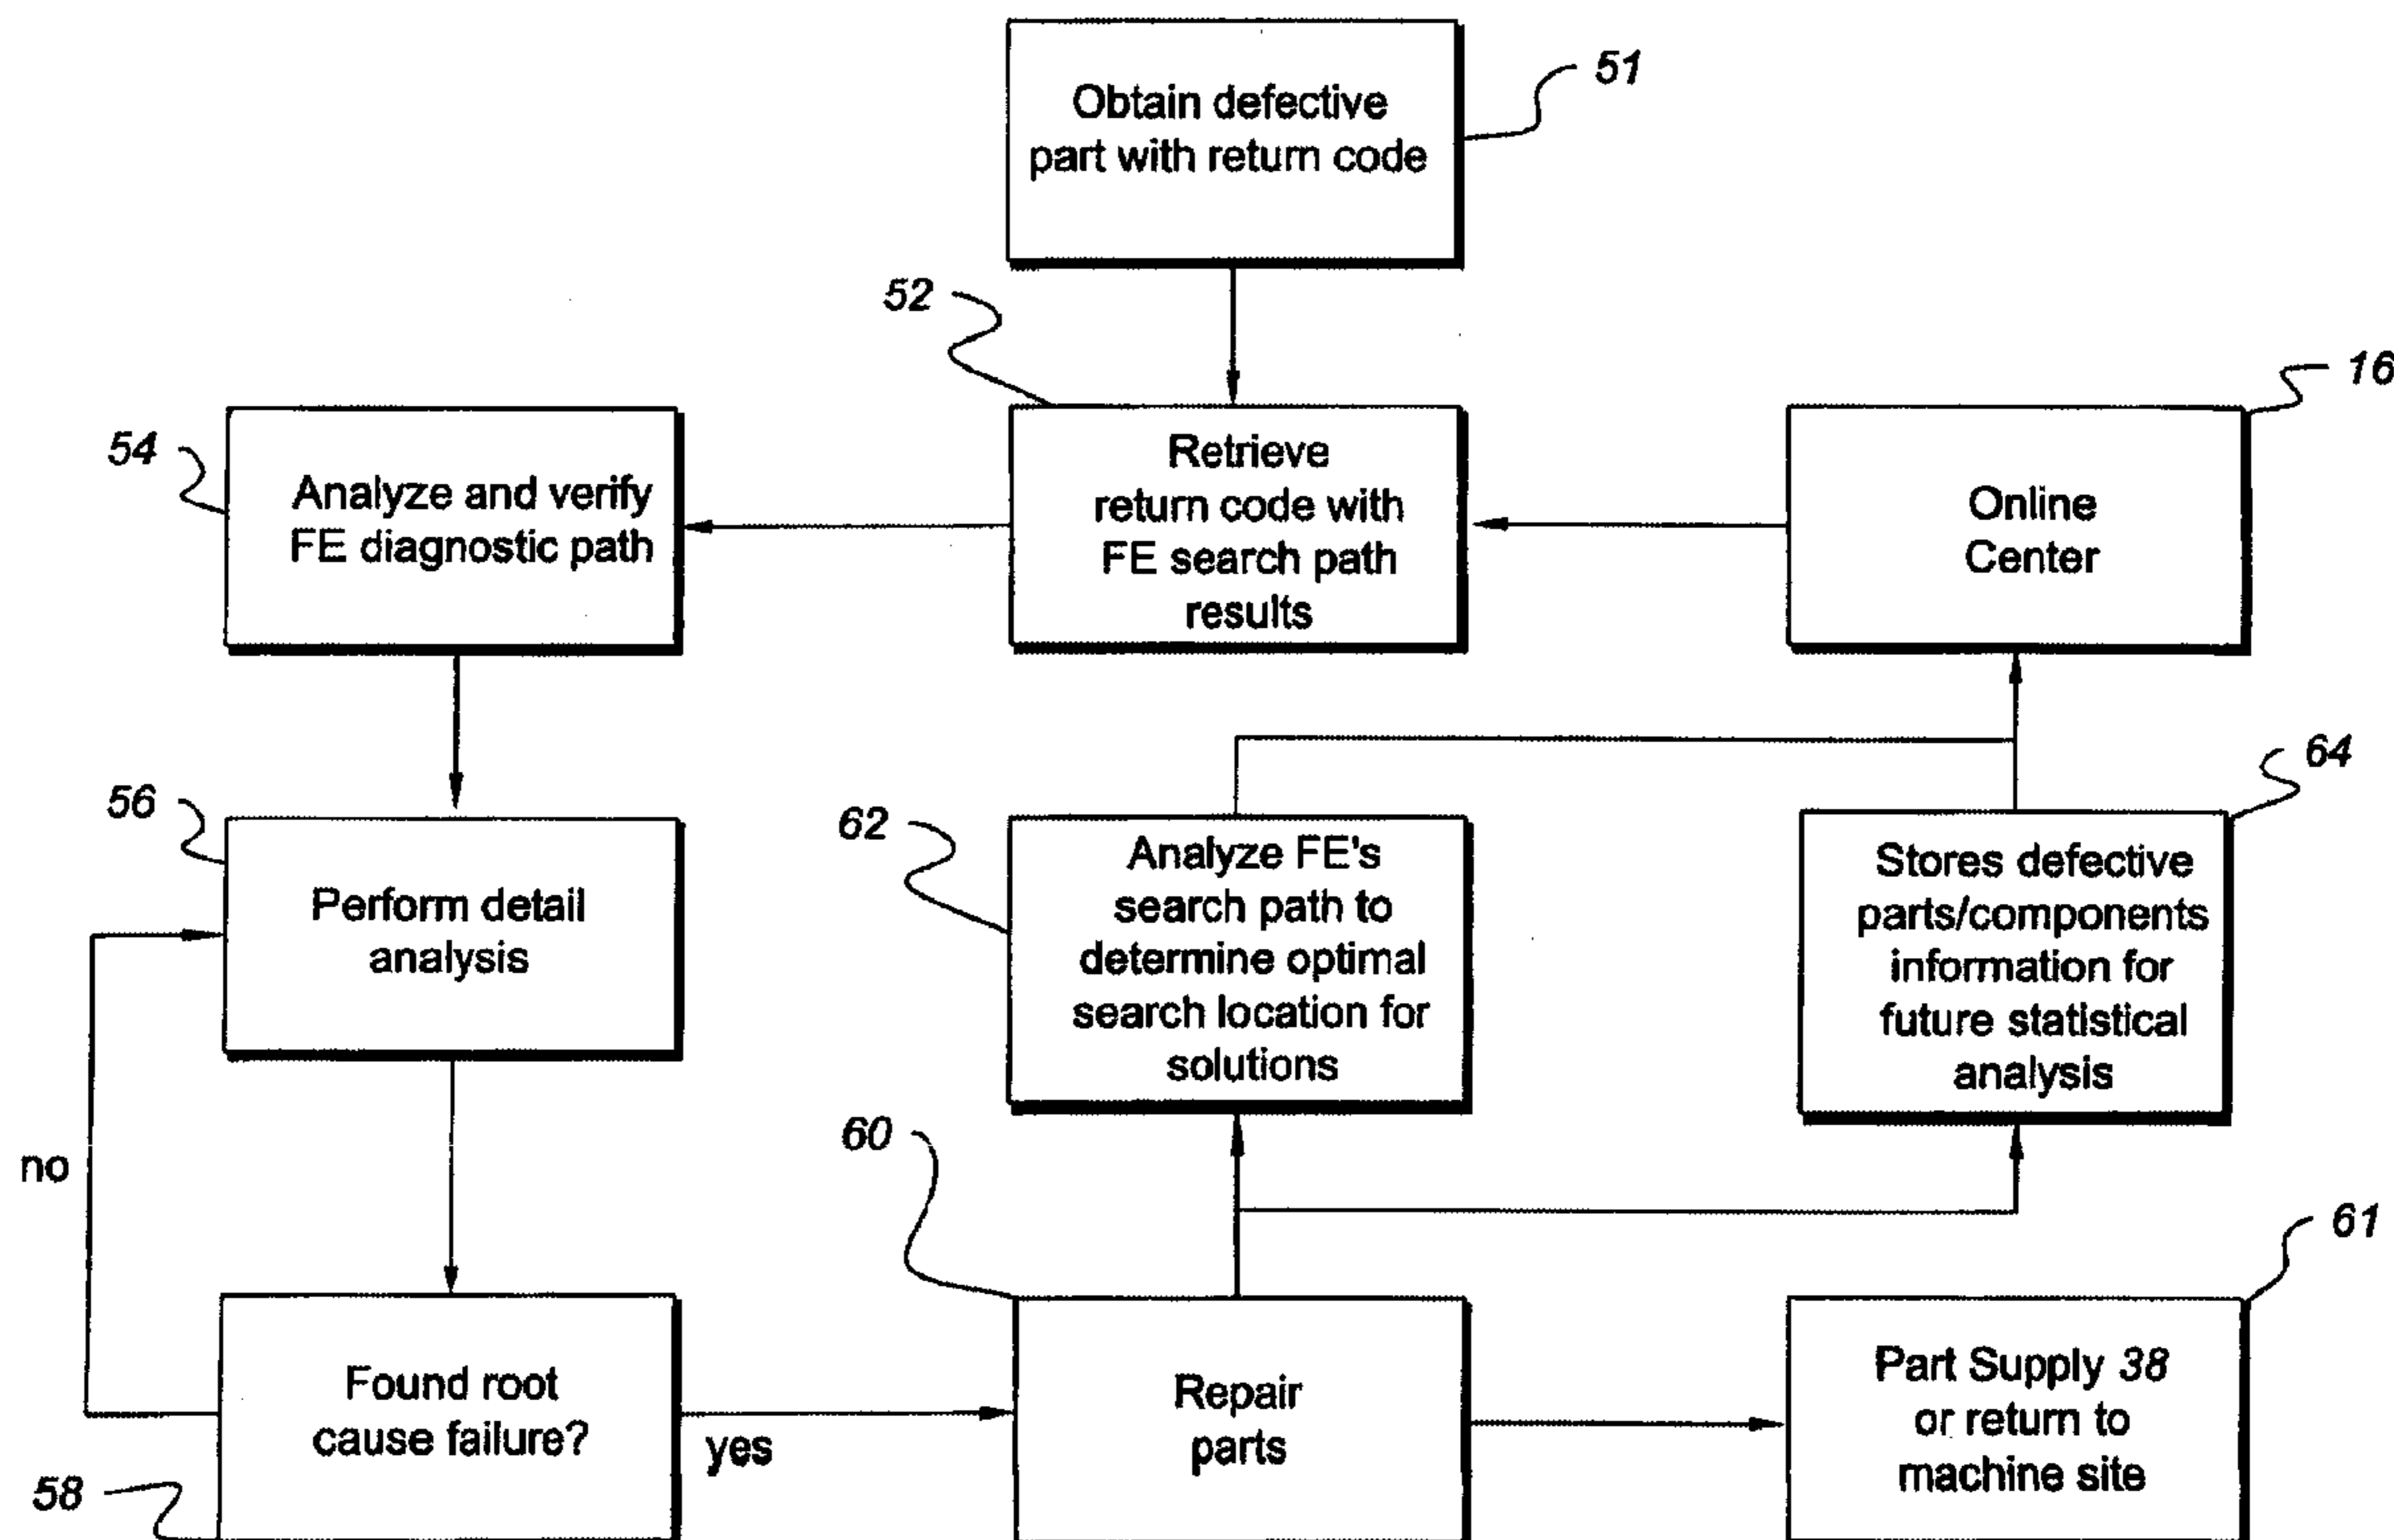 Obtain defective
part with return code
51
52
Retrieve
return code with
FE search path
results
16
Online
Center
54
Analyze and verify
FE diagnostic path
56
Perform detail
analysis
62
Analyze FE's
search path to
determine optimal
search location for
solutions
64
Stores defective
parts/components
information for
future statistical
analysis
no
58
Found root
cause failure?
yes
60
Repair
parts
61
Part Supply 38
or return to
machine site